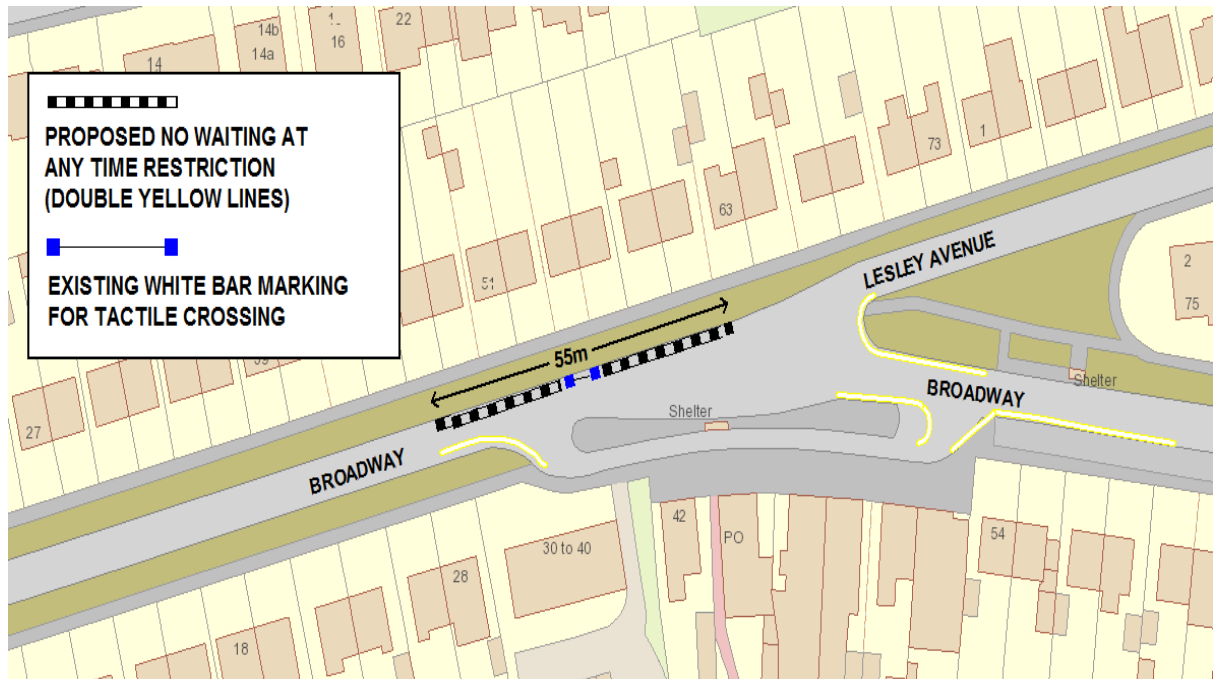 14b
22
14a
16
14
PROPOSED NO WAITING AT
ANY TIME RESTRICTION
(DOUBLE YELLOW LINES)
EXISTING WHITE BAR MARKING
FOR TACTILE CROSSING
73
1
63
51
27
LESLEY AVENUE
2
75
55m
Shelter
BROADWAY
Shelter
BROADWAY
42
PO
54
30 to 40
28
18